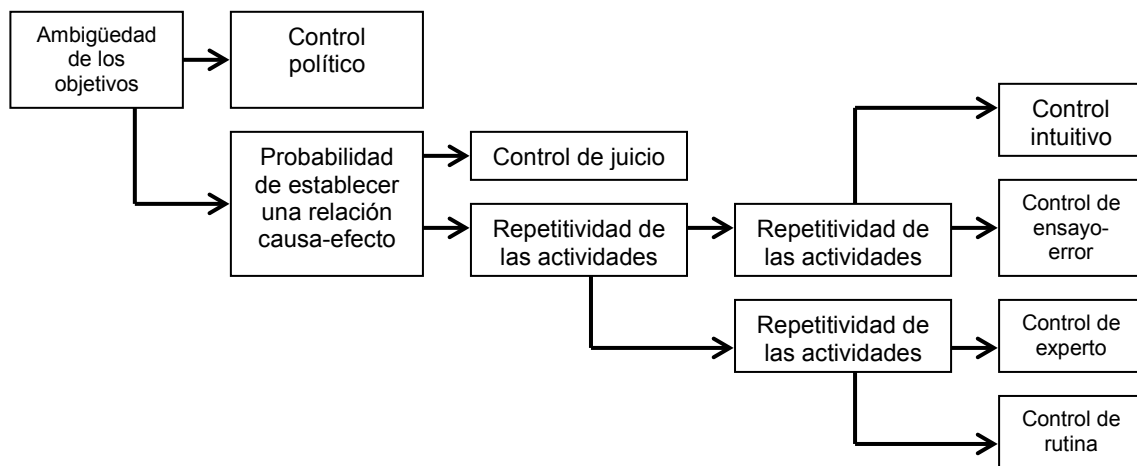 Ambigüedad
de los
objetivos
Control
político
Probabilidad
de establecer
una relación
causa-efecto
Control de juicio
Repetitividad de
las actividades
Repetitividad de
las actividades
Control
intuitivo
Control de
ensayo-
error
Repetitividad de
las actividades
Control de
experto
Control de
rutina